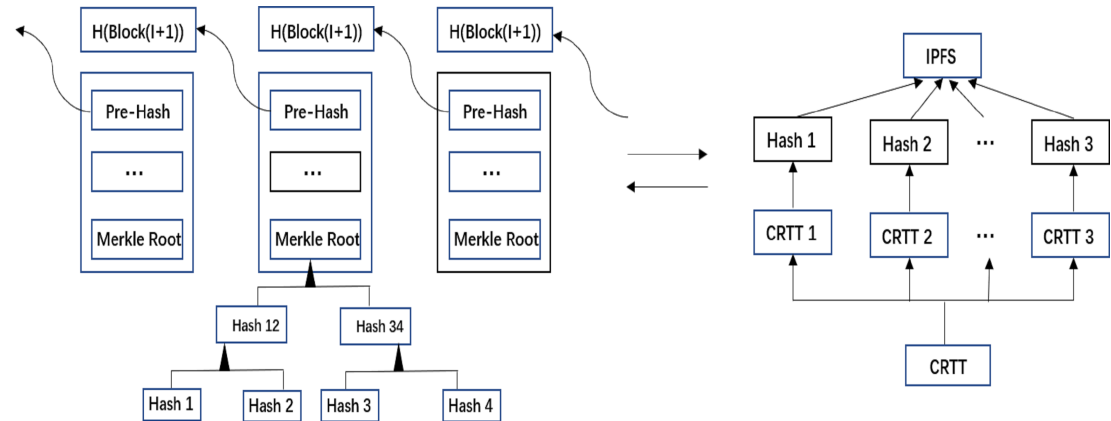 H(Block(I+1))
H(Block(I+1))
H(Block(I+1))
Pre-Hash
Pre-Hash
Pre-Hash
...
...
...
Merkle Root
Merkle Root
Merkle Root
Hash 12
Hash 34
Hash 1
Hash 2
Hash 3
Hash 4
IPFS
Hash 1
Hash 2
...
Hash 3
CRTT 1
CRTT 2
...
CRTT 3
CRTT